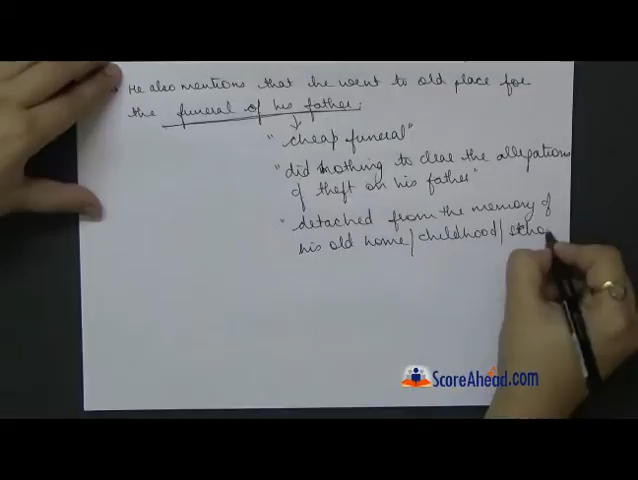 He also mentions that he went to old place for
the funeral of his father.
"cheap funeral"
"did nothing to clear the allegations
of theft on his father"
"detached from the memory of
his old home/childhood/scho
ScoreAhead.com